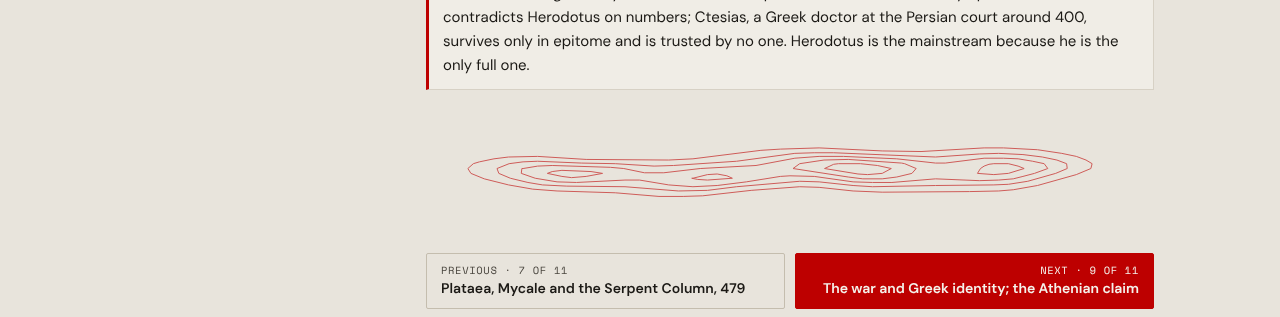 contradicts Herodotus on numbers; Ctesias, a Greek doctor at the Persian court around 400,
survives only in epitome and is trusted by no one. Herodotus is the mainstream because he is the
only full one.
PREVIOUS · 7 OF 11
Plataea, Mycale and the Serpent Column, 479
NEXT · 9 OF 11
The war and Greek identity; the Athenian claim